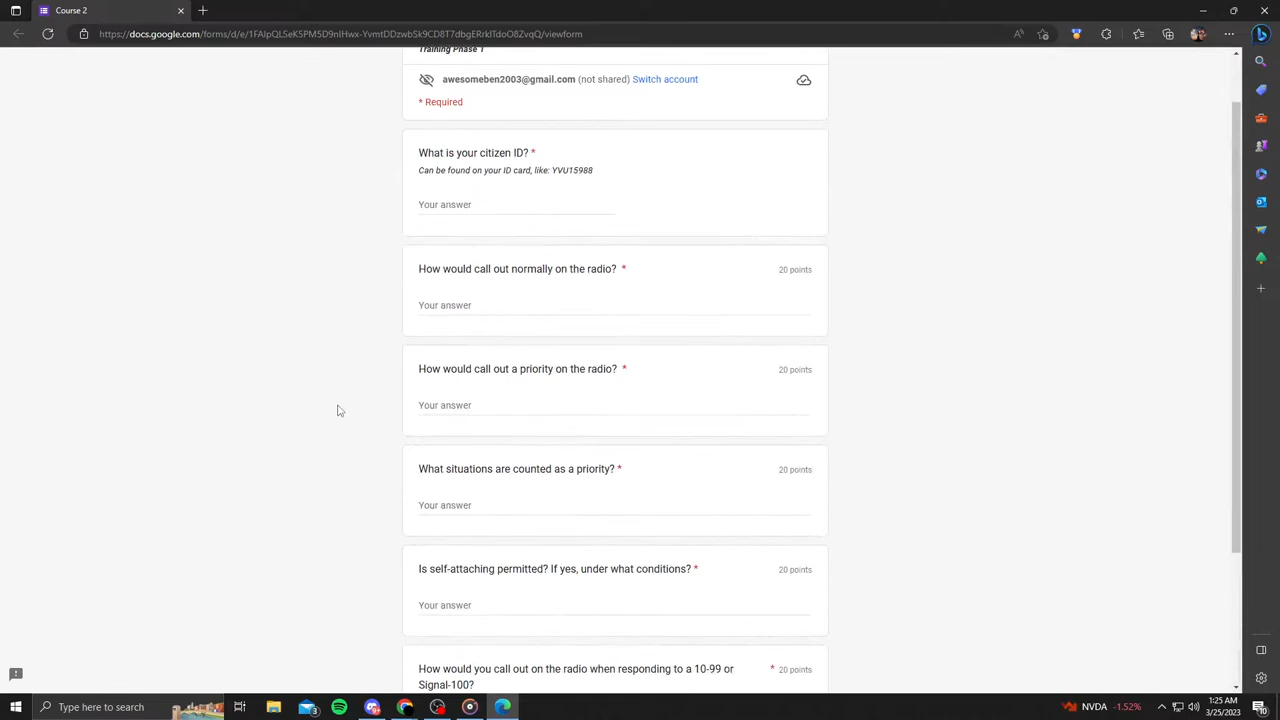 Course 2
https://docs.google.com/forms/d/e/1FAIpQLSeK5PM5D9nIHwx-YvmtDDzwbSk9CD8T7dbgERrkITdoO8ZvqQ/viewform
Training Phase 1
awesomeben2003@gmail.com (not shared) Switch account
* Required
What is your citizen ID? *
Can be found on your ID card, like: YVU15988
Your answer
How would call out normally on the radio? *
20 points
Your answer
How would call out a priority on the radio? *
20 points
Your answer
What situations are counted as a priority? *
20 points
Your answer
Is self-attaching permitted? If yes, under what conditions? *
20 points
Your answer
How would you call out on the radio when responding to a 10-99 or
Signal-100?
* 20 points
Type here to search
NVDA -1.52%
1:25 AM
3/25/2023